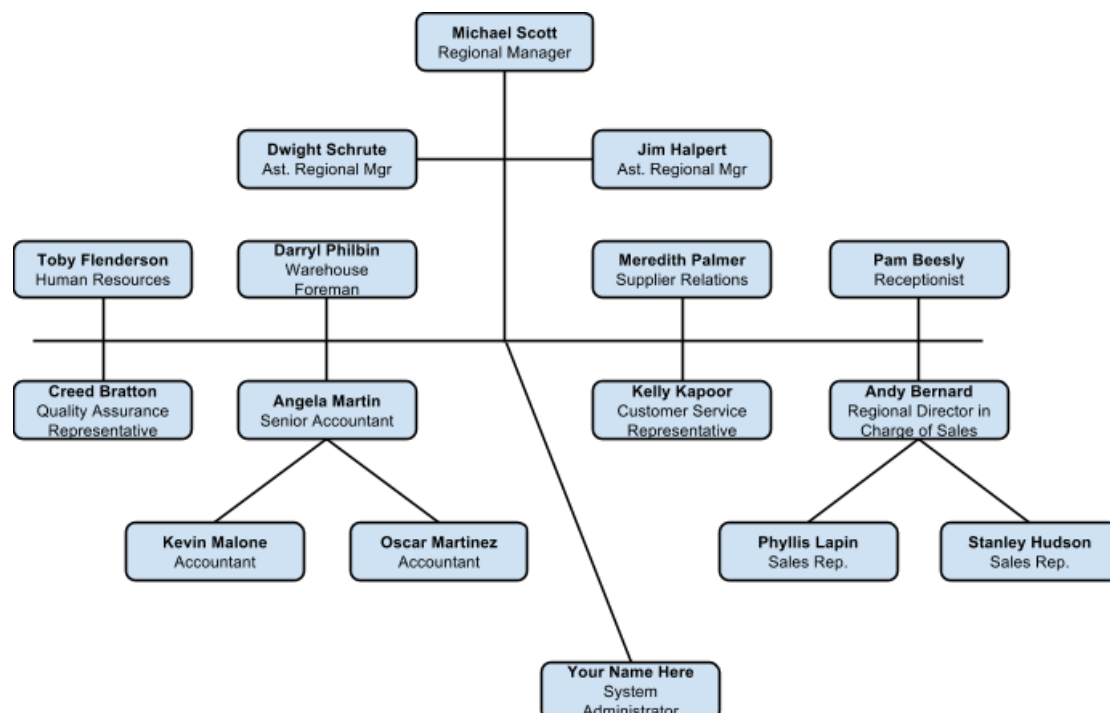 Michael Scott
Regional Manager
Dwight Schrute
Ast. Regional Mgr
Jim Halpert
Ast. Regional Mgr
Toby Flenderson
Human Resources
Darryl Philbin
Warehouse
Foreman
Meredith Palmer
Supplier Relations
Pam Beesly
Receptionist
Creed Bratton
Quality Assurance
Representative
Angela Martin
Senior Accountant
Kelly Kapoor
Customer Service
Representative
Andy Bernard
Regional Director in
Charge of Sales
Kevin Malone
Accountant
Oscar Martinez
Accountant
Phyllis Lapin
Sales Rep.
Stanley Hudson
Sales Rep.
Your Name Here
System
Administrator